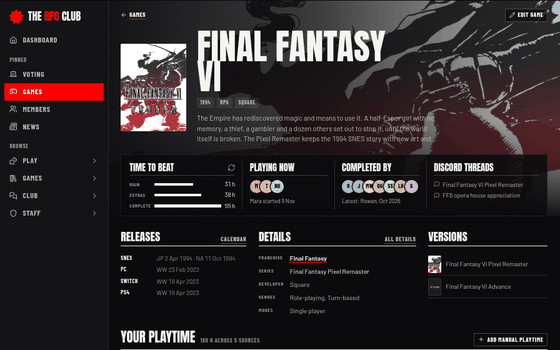 THE RPG CLUB
DASHBOARD
PINNED
VOTING
GAMES
MEMBERS
NEWS
BROWSE
PLAY
GAMES
CLUB
STAFF
← GAMES
EDIT GAME
FINAL FANTASY
VI
1994 RPG SQUARE
The Empire has rediscovered magic and means to use it. A half-Esper girl with no
memory, a thief, a gambler and a dozen others set out to stop it, until the world
itself is broken. The Pixel Remaster keeps the 1994 SNES story with new art and
TIME TO BEAT
MAIN 31 h
EXTRAS 38 h
COMPLETE 55 h
PLAYING NOW
M T NU
Mara started 9 Nov
COMPLETED BY
Latest: Rowan, Oct 2026
DISCORD THREADS
Final Fantasy VI Pixel Remaster
FF6 opera house appreciation
RELEASES
CALENDAR
SNES JP 2 Apr 1994 · NA 11 Oct 1994
PC WW 23 Feb 2022
SWITCH WW 19 Apr 2023
PS4 WW 19 Apr 2023
DETAILS
ALL DETAILS
FRANCHISE Final Fantasy
SERIES Final Fantasy Pixel Remaster
DEVELOPER Square
GENRES Role-playing, Turn-based
MODES Single player
VERSIONS
Final Fantasy VI Pixel Remaster
Final Fantasy VI Advance
YOUR PLAYTIME
ACROSS 5 SOURCES
+ ADD MANUAL PLAYTIME